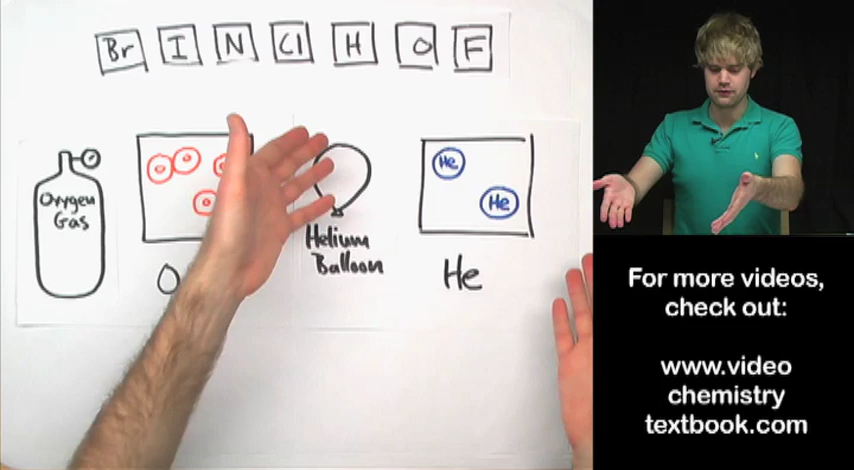 Br I N Cl H O F
Oxygen
Gas
O
Helium
Balloon
He
He
He
For more videos,
check out:
www.video
chemistry
textbook.com